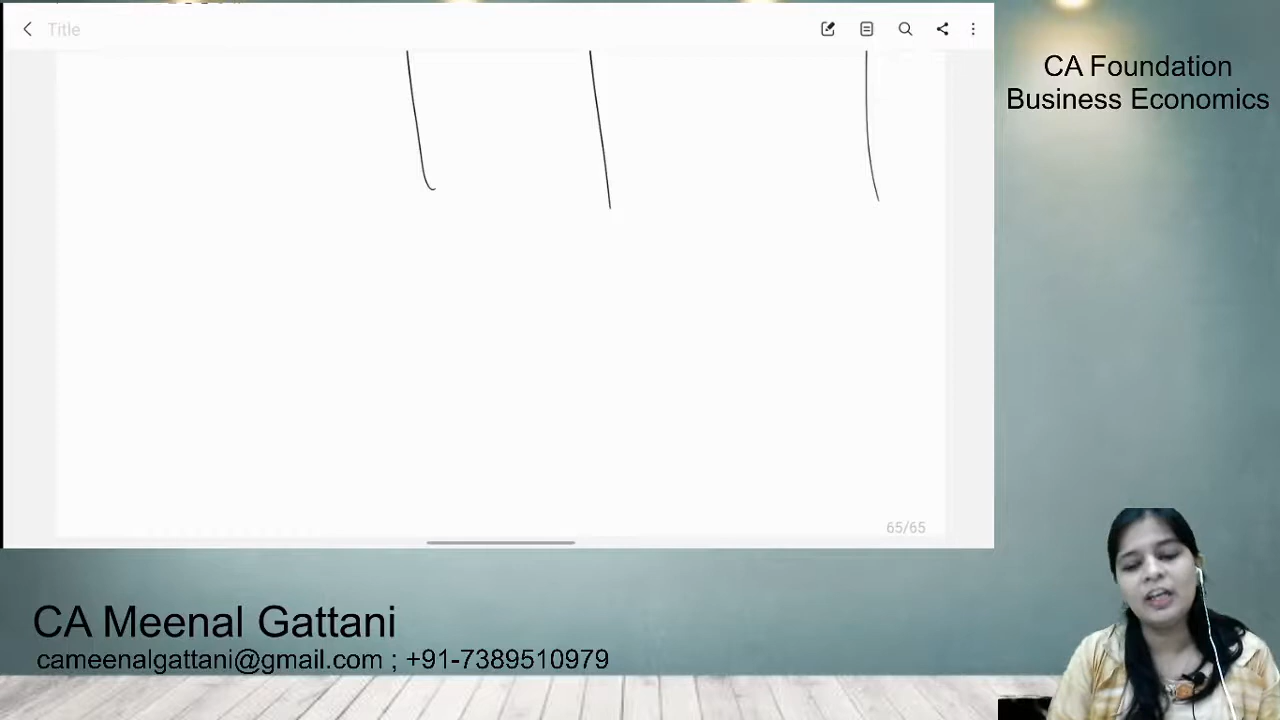 Title
CA Foundation
Business Economics
65/65
CA Meenal Gattani
cameenalgattani@gmail.com ; +91-7389510979